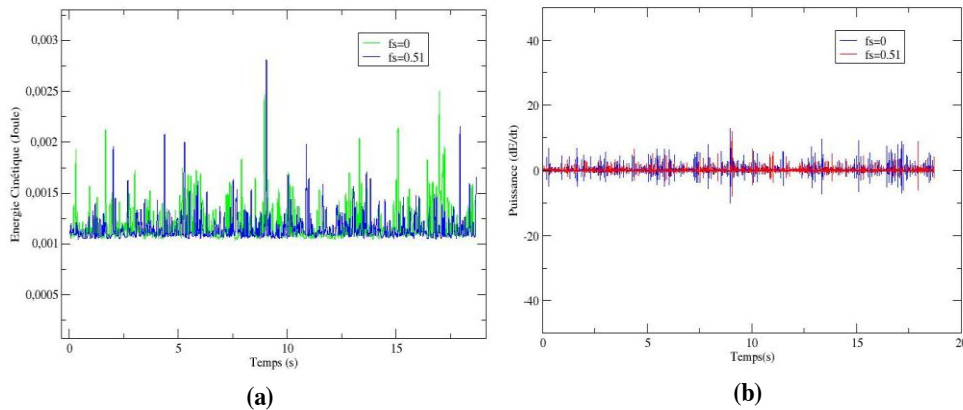 0,003
0,0025
0,002
0,0015
0,001
0,0005
Energie Cinétique (Joule)
fs=0
fs=0.51
0
5
10
15
Temps (s)
(a)
40
20
0
-20
-40
Puissance (dE/dt)
fs=0
fs=0.51
0
5
10
15
20
Temps(s)
(b)